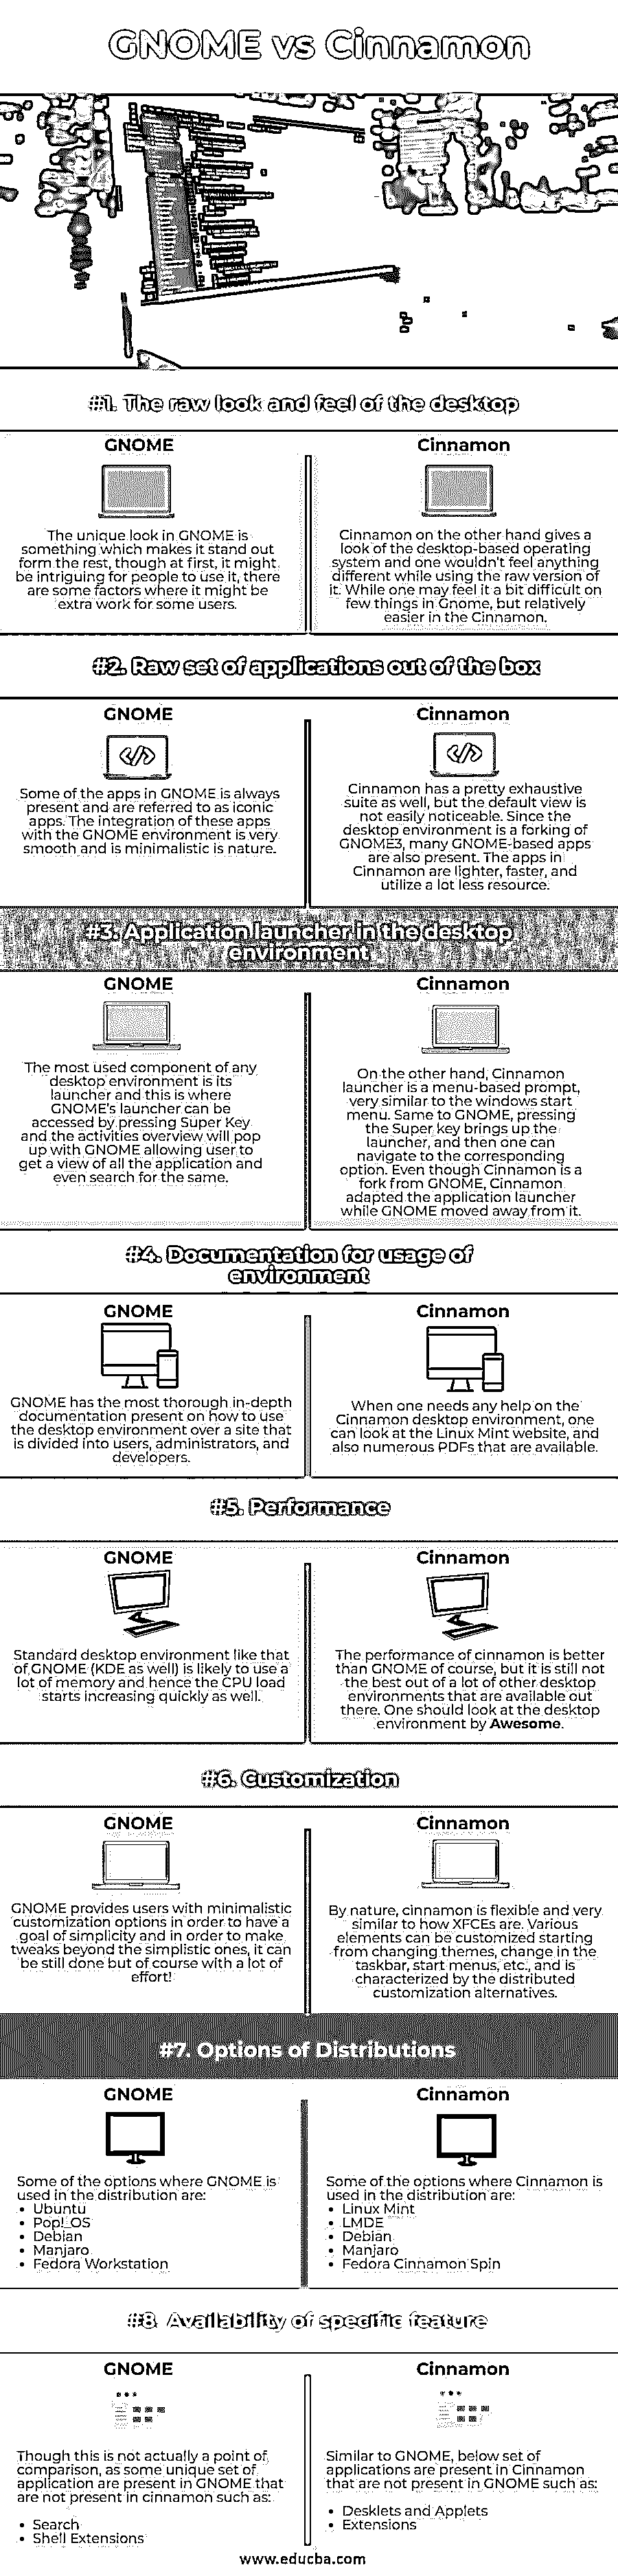 GNOME vs Cinnamon
#1. The raw look and feel of the desktop
GNOME
The unique look in GNOME is
something which makes it stand out
form the rest, though at first, it might
be intriguing for people to use it, there
are some factors where it might be
extra work for some users.
Cinnamon
Cinnamon on the other hand gives a
look of the desktop-based operating
system and one wouldn't feel anything
different while using the raw version of
it. While one may feel it a bit difficult on
few things in Gnome, but relatively
easier in the Cinnamon.
#2. Raw set of applications out of the box
GNOME
Some of the apps in GNOME is always
present and are referred to as iconic
apps. The integration of these apps
with the GNOME environment is very
smooth and is minimalistic is nature.
Cinnamon
Cinnamon has a pretty exhaustive
suite as well, but the default view is
not easily noticeable. Since the
desktop environment is a forking of
GNOME3, many GNOME-based apps
are also present. The apps in
Cinnamon are lighter, faster, and
utilize a lot less resource.
#3. Application launcher in the desktop
environment
GNOME
The most used component of any
desktop environment is its
launcher and this is where
GNOME's launcher can be
accessed by pressing Super Key
and the activities overview will pop
up with GNOME allowing user to
get a view of all the application and
even search for the same.
Cinnamon
On the other hand, Cinnamon
launcher is a menu-based prompt,
very similar to the windows start
menu. Same to GNOME, pressing
the Super key brings up the
launcher, and then one can
navigate to the corresponding
option. Even though Cinnamon is a
fork from GNOME, Cinnamon
adapted the application launcher
while GNOME moved away from it.
#4. Documentation for usage of
environment
GNOME
GNOME has the most thorough in-depth
documentation present on how to use
the desktop environment over a site that
is divided into users, administrators, and
developers.
Cinnamon
When one needs any help on the
Cinnamon desktop environment, one
can look at the Linux Mint website, and
also numerous PDFs that are available.
#5. Performance
GNOME
Standard desktop environment like that
of GNOME (KDE as well) is likely to use a
lot of memory and hence the CPU load
starts increasing quickly as well.
Cinnamon
The performance of cinnamon is better
than GNOME of course, but it is still not
the best out of a lot of other desktop
environments that are available out
there. One should look at the desktop
environment by Awesome.
#6. Customization
GNOME
GNOME provides users with minimalistic
customization options in order to have a
goal of simplicity and in order to make
tweaks beyond the simplistic ones, it can
be still done but of course with a lot of
effort!
Cinnamon
By nature, cinnamon is flexible and very
similar to how XFCEs are. Various
elements can be customized starting
from changing themes, change in the
taskbar, start menus, etc., and is
characterized by the distributed
customization alternatives.
#7. Options of Distributions
GNOME
Some of the options where GNOME is
used in the distribution are:
• Ubuntu
• Pop!_OS
• Debian
• Manjaro
• Fedora Workstation
Cinnamon
Some of the options where Cinnamon is
used in the distribution are:
• Linux Mint
• LMDE
• Debian
• Manjaro
• Fedora Cinnamon Spin
#8. Availability of specific feature
GNOME
Though this is not actually a point of
comparison, as some unique set of
application are present in GNOME that
are not present in cinnamon such as:
• Search
• Shell Extensions
Cinnamon
Similar to GNOME, below set of
applications are present in Cinnamon
that are not present in GNOME such as:
• Desklets and Applets
• Extensions
www.educba.com